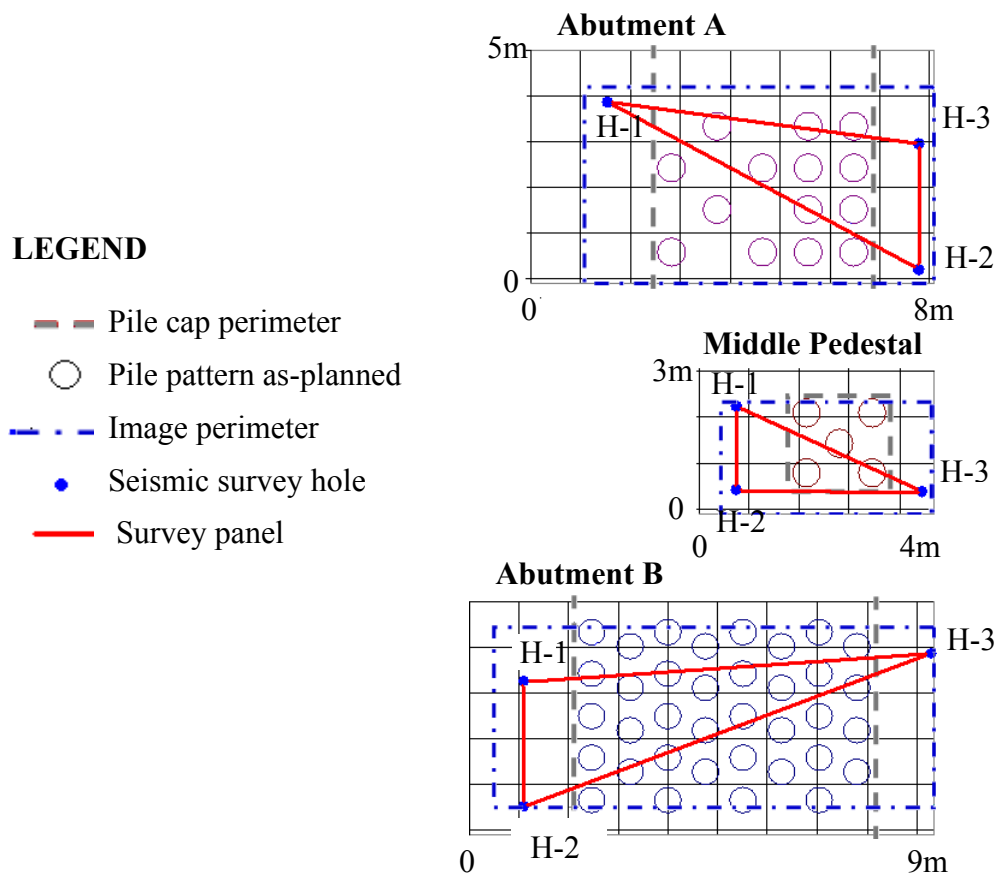 Abutment A
5m
H-1
H-3
H-2
0
0
8m
LEGEND
Pile cap perimeter
Pile pattern as-planned
Image perimeter
Seismic survey hole
Survey panel
Middle Pedestal
3m
H-1
H-3
0
H-2
0
4m
Abutment B
H-1
H-3
H-2
0
9m